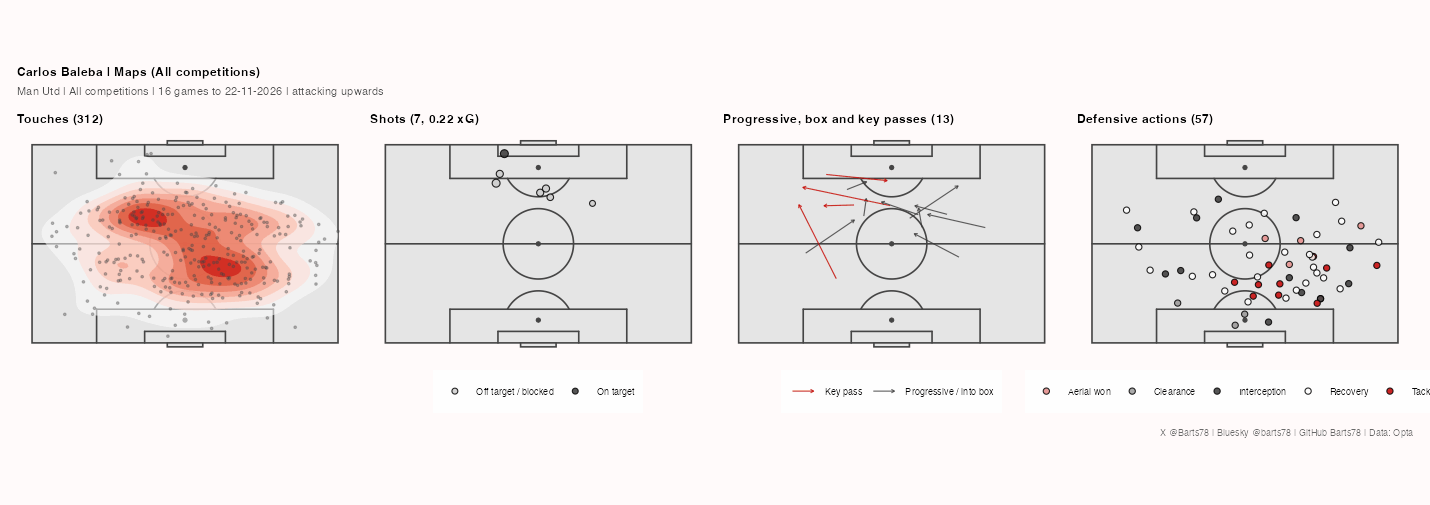 Carlos Baleba | Maps (All competitions)
Man Utd | All competitions | 16 games to 22-11-2026 | attacking upwards
Touches (312)
Shots (7, 0.22 xG)
Progressive, box and key passes (13)
Defensive actions (57)
Off target / blocked
On target
Key pass
Progressive / into box
Aerial won
Clearance
Interception
Recovery
Tack
X @Barts78 | Bluesky @barts78 | GitHub Barts78 | Data: Opta